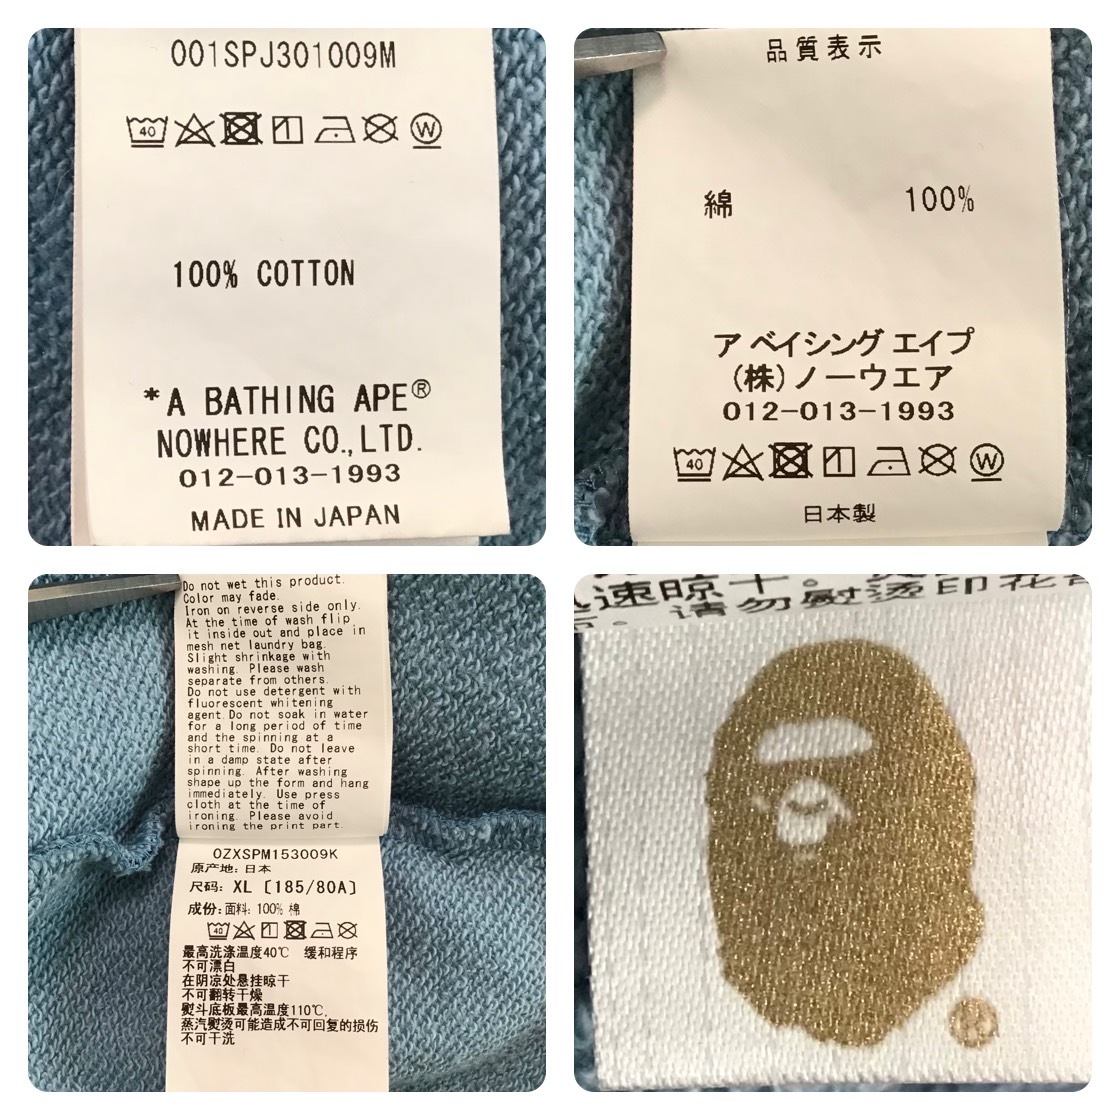 001SPJ301009M
40
100% COTTON
*A BATHING APE®
NOWHERE CO.,LTD.
012-013-1993
MADE IN JAPAN
品質表示
綿 100%
ア ベイシング エイプ
(株)ノーウエア
012-013-1993
40
W
日本製
Do not wet this product.
Color may fade.
Iron on reverse side only.
At the time of wash flip
it inside out and place in
mesh net laundry bag.
Slight shrinkage with
washing. Please wash
separate from others.
Do not use detergent with
fluorescent whitening
agent.Do not soak in water
for a long period of time
and the spinning at a
short time. Do not leave
in a damp state after
spinning. After washing
shape up the form and hang
immediately. Use press
cloth at the time of
ironing. Please avoid
ironing the print part.
0ZXSPM153009K
原产地: 日本
尺码: XL [185/80A]
成份: 面料: 100% 棉
40
最高洗涤温度40℃ 缓和程序
不可漂白
在阴凉处悬挂晾干
不可翻转干燥
熨斗底板最高温度110℃,
蒸汽熨烫可能造成不可回复的损伤
不可干洗
速晾干。
请勿熨烫印花